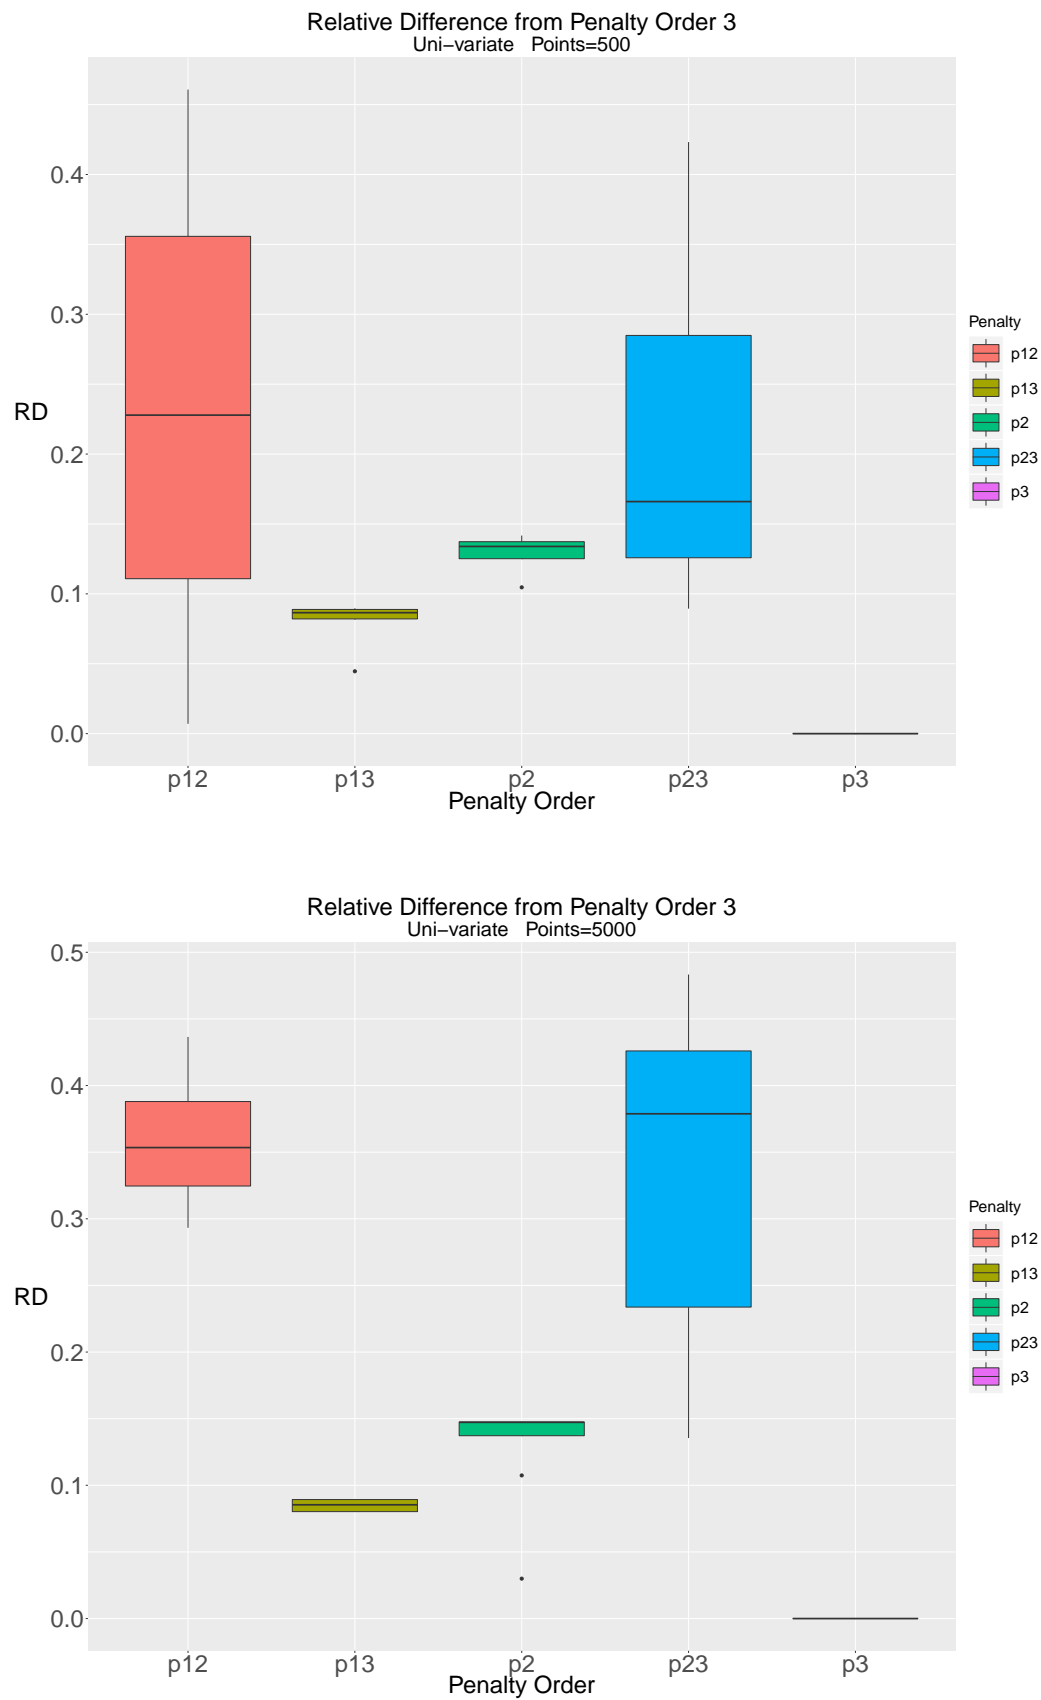 Relative Difference from Penalty Order 3
Uni−variate   Points=500
0.4
0.3
0.2
0.1
0.0
RD
p12
p13
p2
p23
p3
Penalty Order
Penalty
p12
p13
p2
p23
p3
Relative Difference from Penalty Order 3
Uni−variate   Points=5000
0.5
0.4
0.3
0.2
0.1
0.0
RD
p12
p13
p2
p23
p3
Penalty Order
Penalty
p12
p13
p2
p23
p3